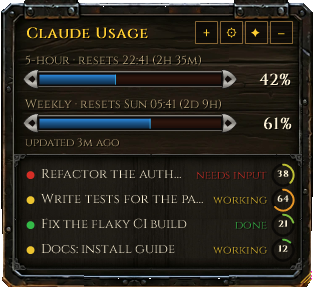 Claude Usage + ⚙ ✦ −
5-hour · resets 22:41 (2h 35m)
42%
Weekly · resets Sun 05:41 (2d 9h)
61%
updated 3m ago
Refactor the auth... needs input 38
Write tests for the pa... working 64
Fix the flaky CI build done 21
Docs: install guide working 12